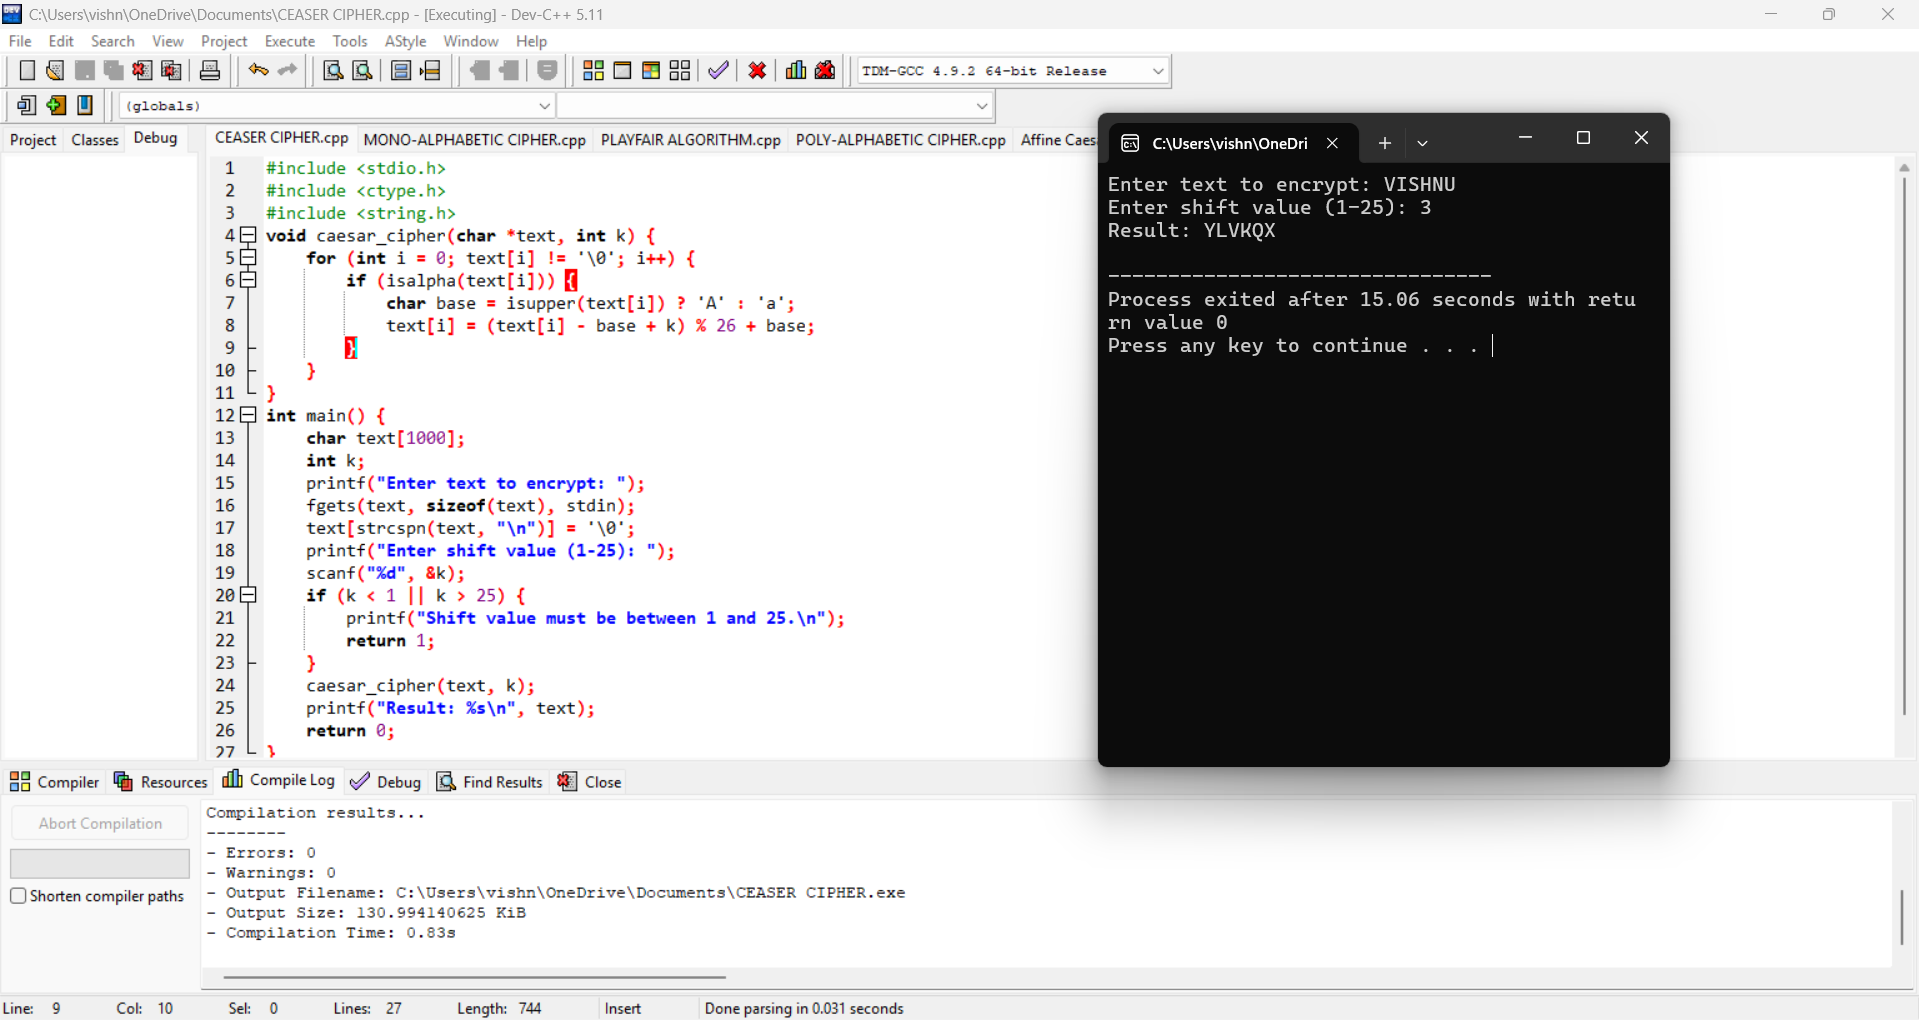 C:\Users\vishn\OneDrive\Documents\CEASER CIPHER.cpp - [Executing] - Dev-C++ 5.11
File Edit Search View Project Execute Tools AStyle Window Help
TDM-GCC 4.9.2 64-bit Release
(globals)
Project Classes Debug
CEASER CIPHER.cpp MONO-ALPHABETIC CIPHER.cpp PLAYFAIR ALGORITHM.cpp POLY-ALPHABETIC CIPHER.cpp Affine Caes
1 #include <stdio.h>
2 #include <ctype.h>
3 #include <string.h>
4 void caesar_cipher(char *text, int k) {
5 for (int i = 0; text[i] != '\0'; i++) {
6 if (isalpha(text[i])) {
7 char base = isupper(text[i]) ? 'A' : 'a';
8 text[i] = (text[i] - base + k) % 26 + base;
9 }
10 }
11 }
12 int main() {
13 char text[1000];
14 int k;
15 printf("Enter text to encrypt: ");
16 fgets(text, sizeof(text), stdin);
17 text[strcspn(text, "\n")] = '\0';
18 printf("Enter shift value (1-25): ");
19 scanf("%d", &k);
20 if (k < 1 || k > 25) {
21 printf("Shift value must be between 1 and 25.\n");
22 return 1;
23 }
24 caesar_cipher(text, k);
25 printf("Result: %s\n", text);
26 return 0;
27 }
C:\Users\vishn\OneDri
Enter text to encrypt: VISHNU
Enter shift value (1-25): 3
Result: YLVKQX
--------------------------------
Process exited after 15.06 seconds with retu
rn value 0
Press any key to continue . . .
Compiler Resources Compile Log Debug Find Results Close
Abort Compilation
Shorten compiler paths
Compilation results...
--------
- Errors: 0
- Warnings: 0
- Output Filename: C:\Users\vishn\OneDrive\Documents\CEASER CIPHER.exe
- Output Size: 130.994140625 KiB
- Compilation Time: 0.83s
Line: 9 Col: 10 Sel: 0 Lines: 27 Length: 744 Insert Done parsing in 0.031 seconds